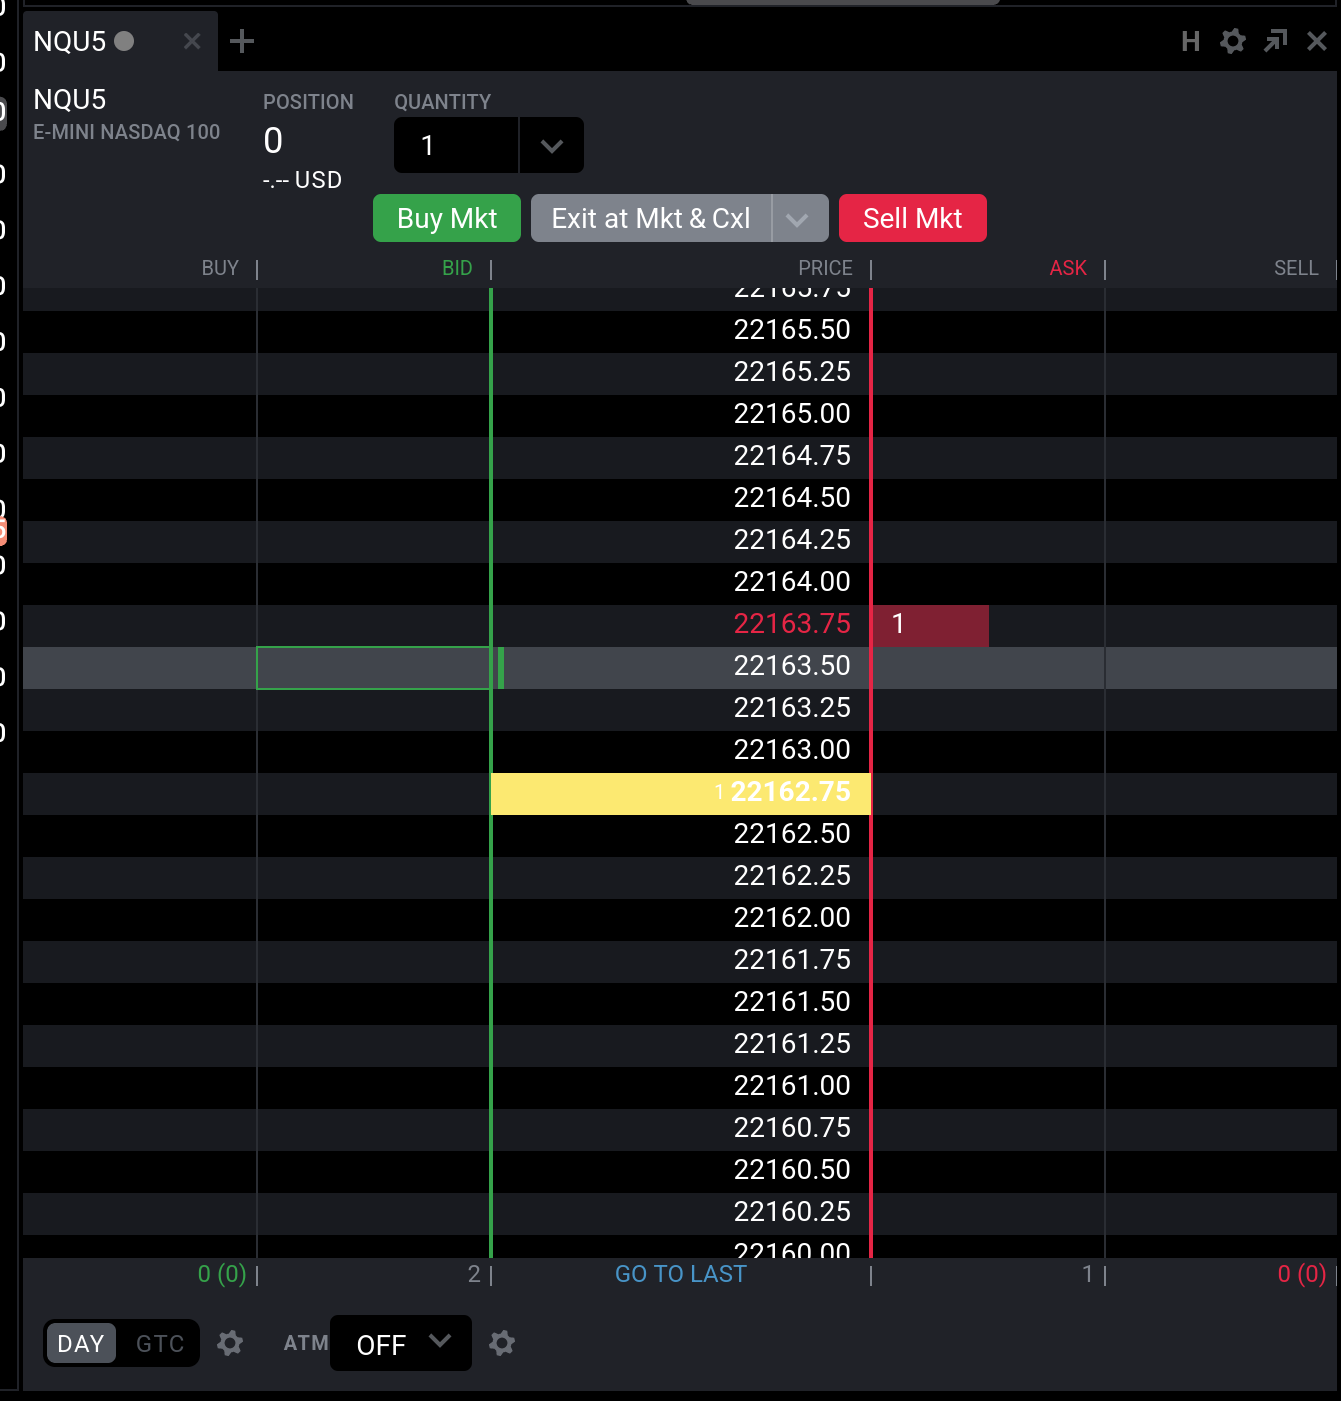 NQU5
NQU5
E-MINI NASDAQ 100
POSITION
0
-.-- USD
QUANTITY
1
Buy Mkt
Exit at Mkt & Cxl
Sell Mkt
H
BUY BID PRICE ASK SELL
22165.75
22165.50
22165.25
22165.00
22164.75
22164.50
22164.25
22164.00
22163.75 1
22163.50
22163.25
22163.00
1 22162.75
22162.50
22162.25
22162.00
22161.75
22161.50
22161.25
22161.00
22160.75
22160.50
22160.25
22160.00
0 (0) 2 GO TO LAST 1 0 (0)
DAY GTC ATM OFF